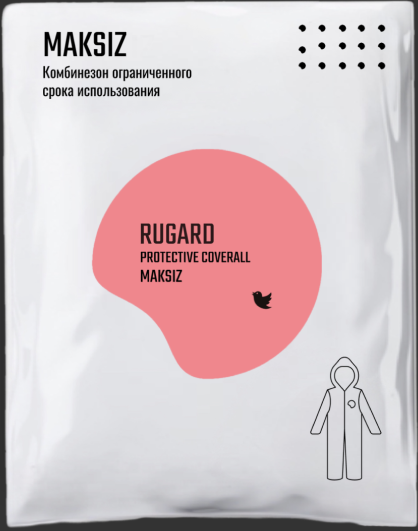 MAKSIZ
Комбинезон ограниченного
срока использования
RUGARD
PROTECTIVE COVERALL
MAKSIZ